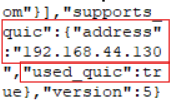 om"}],"supports_
quic":{"address"
:"192.168.44.130
","used_quic":tr
ue},"version":5}